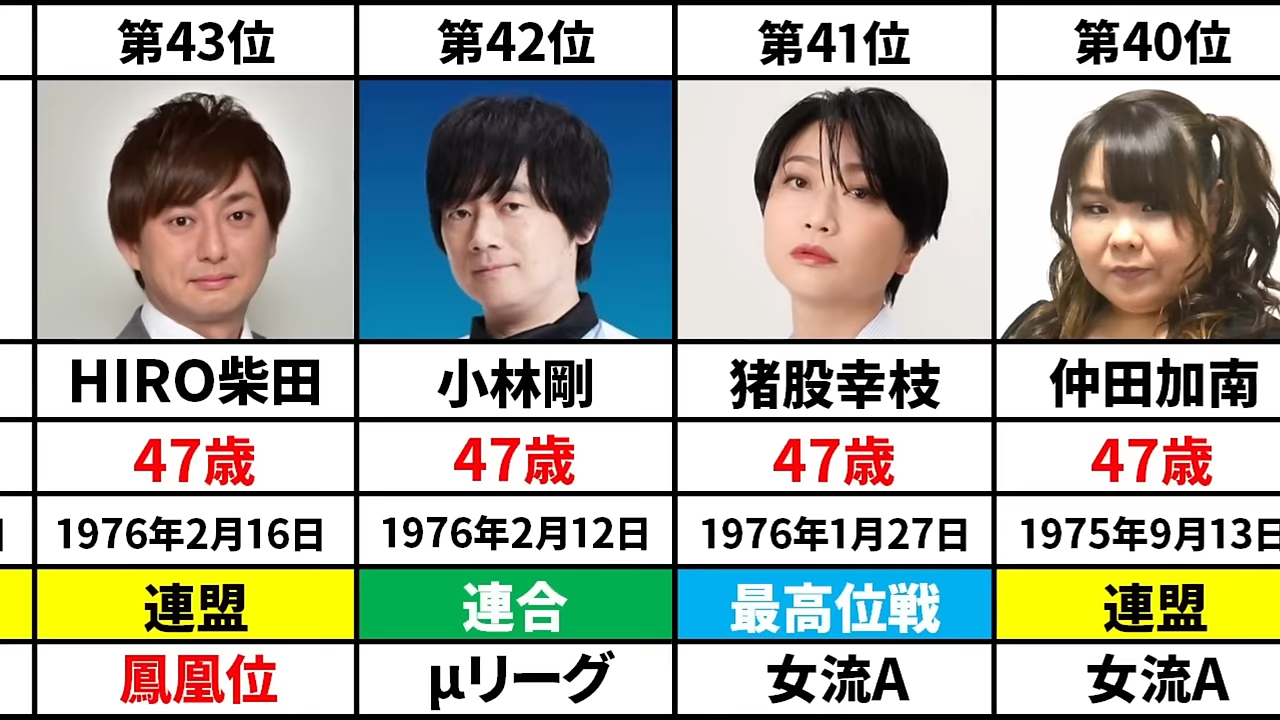 第43位 第42位 第41位 第40位
HIRO柴田 小林剛 猪股幸枝 仲田加南
47歳 47歳 47歳 47歳
1976年2月16日 1976年2月12日 1976年1月27日 1975年9月13日
連盟 連合 最高位戦 連盟
鳳凰位 μリーグ 女流A 女流A